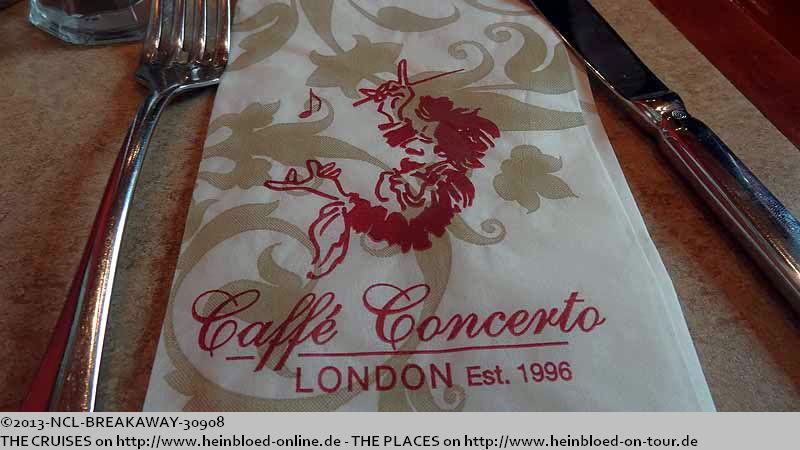 Caffé Concerto
LONDON Est. 1996
©2013-NCL-BREAKAWAY-30908
THE CRUISES on http://www.heinbloed-online.de - THE PLACES on http://www.heinbloed-on-tour.de